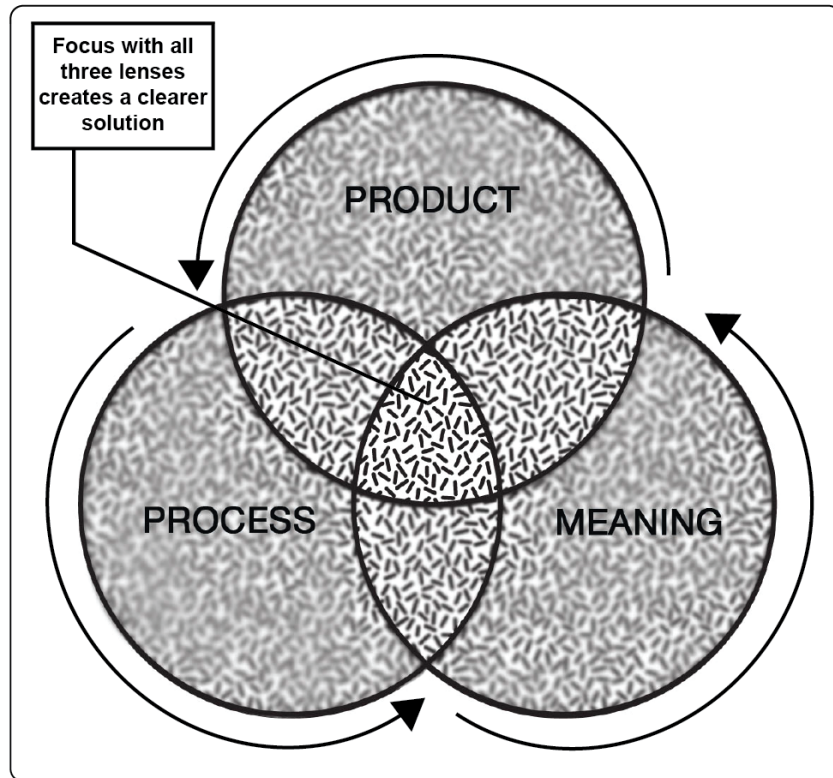 Focus with all
three lenses
creates a clearer
solution
PRODUCT
PROCESS
MEANING